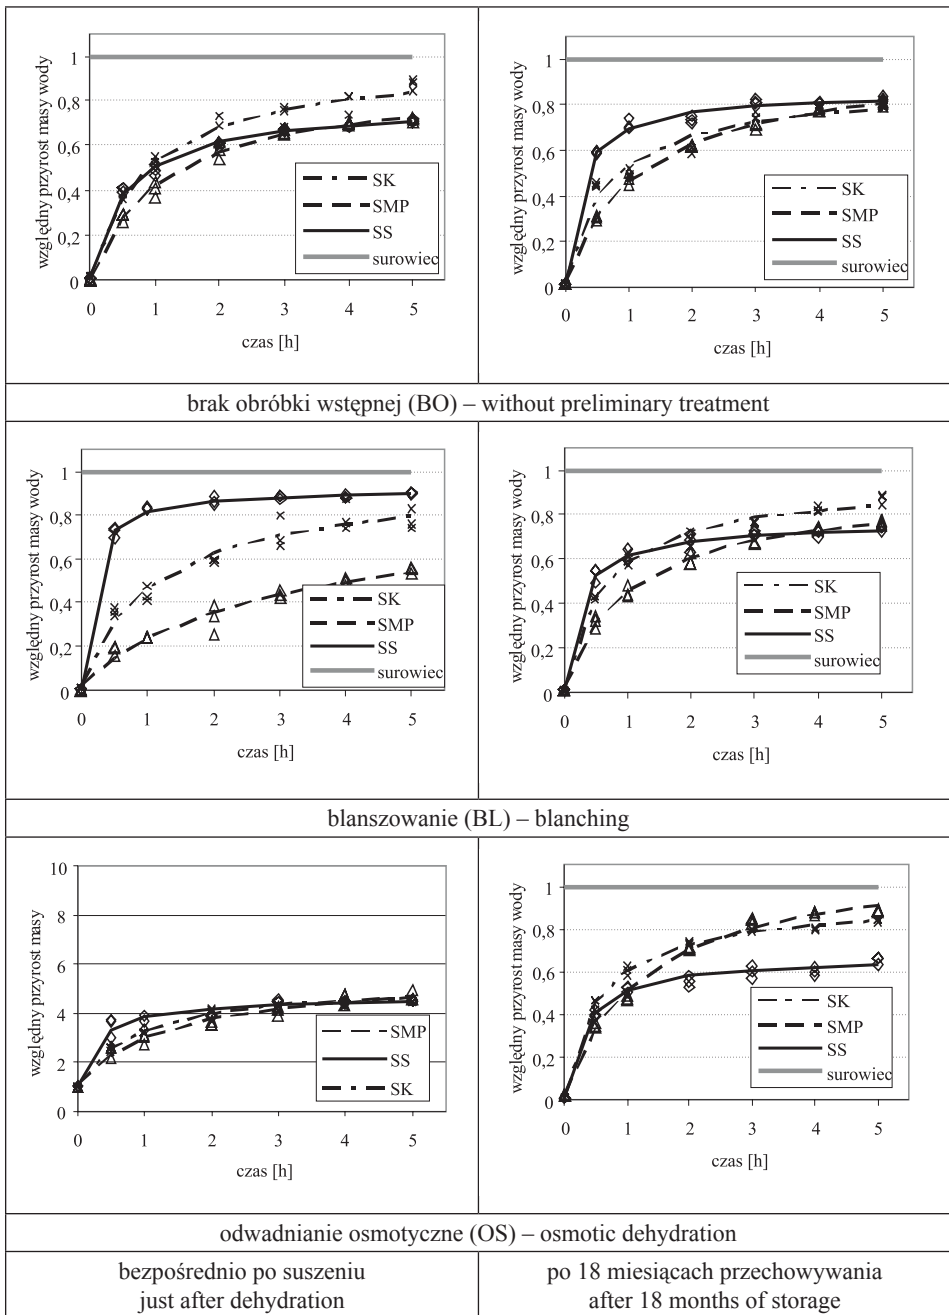 względny przyrost masy wody
1
0,8
0,6
0,4
0,2
0
SK
SMP
SS
surowiec
0 1 2 3 4 5
czas [h]
względny przyrost masy wody
1
0,8
0,6
0,4
0,2
0
SK
SMP
SS
surowiec
0 1 2 3 4 5
czas [h]
brak obróbki wstępnej (BO) – without preliminary treatment
względny przyrost masy wody
1
0,8
0,6
0,4
0,2
0
SK
SMP
SS
surowiec
0 1 2 3 4 5
czas [h]
względny przyrost masy wody
1
0,8
0,6
0,4
0,2
0
SK
SMP
SS
surowiec
0 1 2 3 4 5
czas [h]
blanszowanie (BL) – blanching
względny przyrost masy
10
8
6
4
2
0
SMP
SS
SK
0 1 2 3 4 5
czas [h]
względny przyrost masy wody
1
0,8
0,6
0,4
0,2
0
SK
SMP
SS
surowiec
0 1 2 3 4 5
czas [h]
odwadnianie osmotyczne (OS) – osmotic dehydration
bezpośrednio po suszeniu
just after dehydration
po 18 miesiącach przechowywania
after 18 months of storage